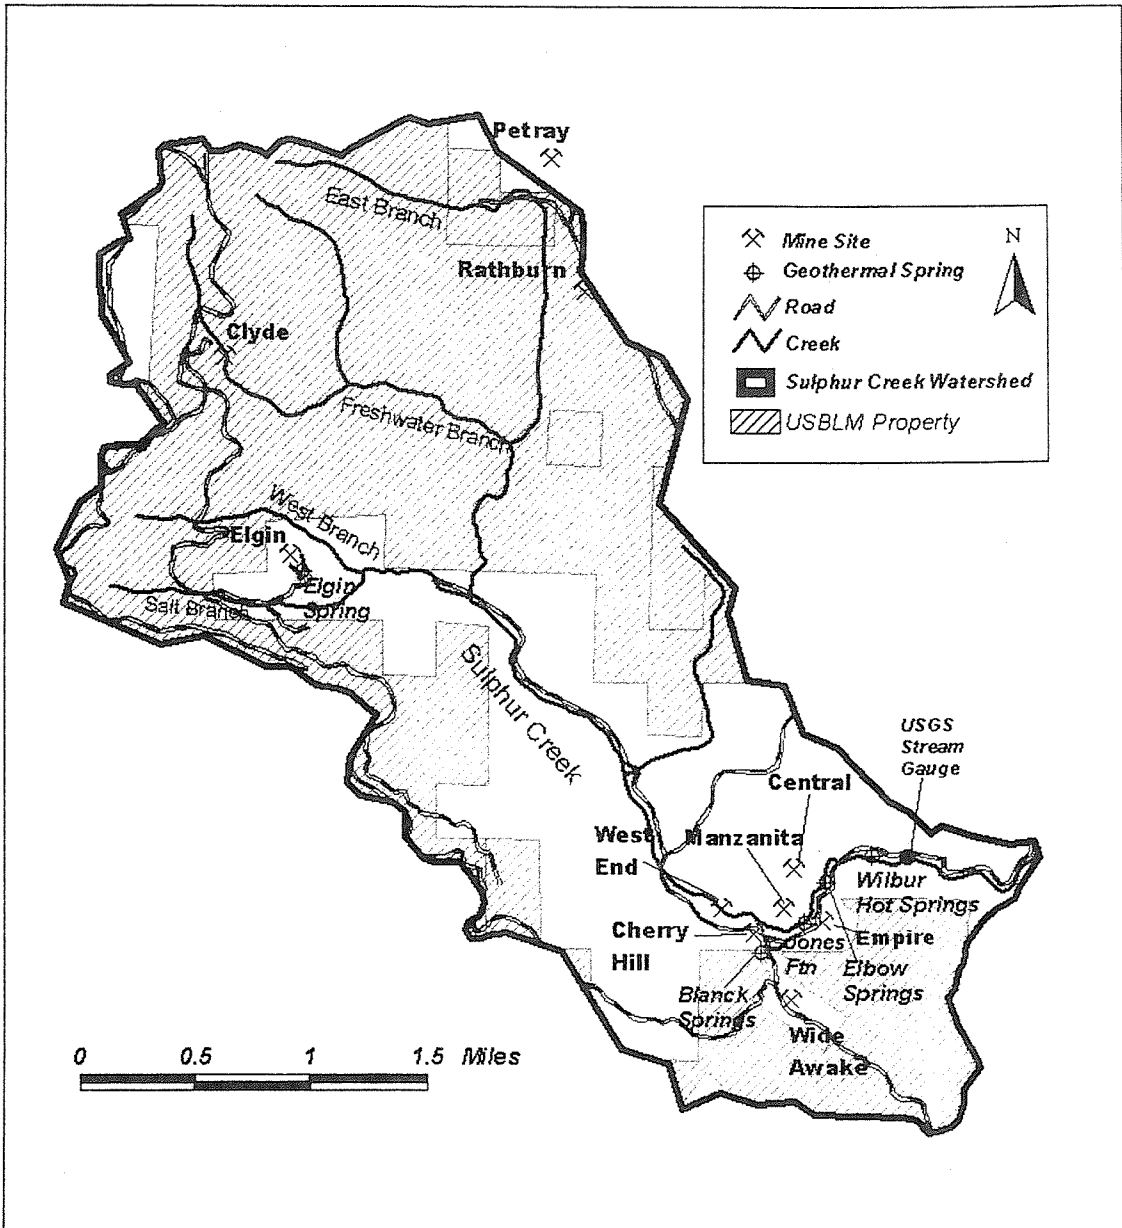 Petray
East Branch
Rathburn
Clyde
Freshwater Branch
West Branch
Elgin
Elgin
Spring
Salt Branch
Sulphur Creek
Mine Site
Geothermal Spring
Road
Creek
Sulphur Creek Watershed
USBLM Property
N
USGS
Stream
Gauge
Central
West
End
Manzanita
Wilbur
Hot Springs
Cherry
Hill
Jones
Ftn
Empire
Elbow
Springs
Blanck
Springs
Wide
Awake
0 0.5 1 1.5 Miles